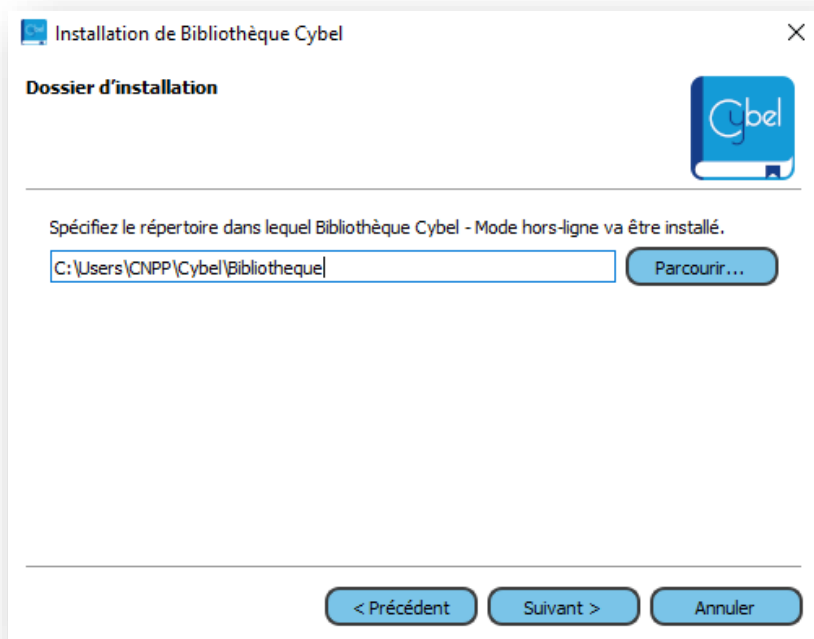 Installation de Bibliothèque Cybel
Dossier d'installation
Cybel
Spécifiez le répertoire dans lequel Bibliothèque Cybel - Mode hors-ligne va être installé.
C:\Users\CNPP\Cybel\Bibliotheque
Parcourir...
< Précédent
Suivant >
Annuler